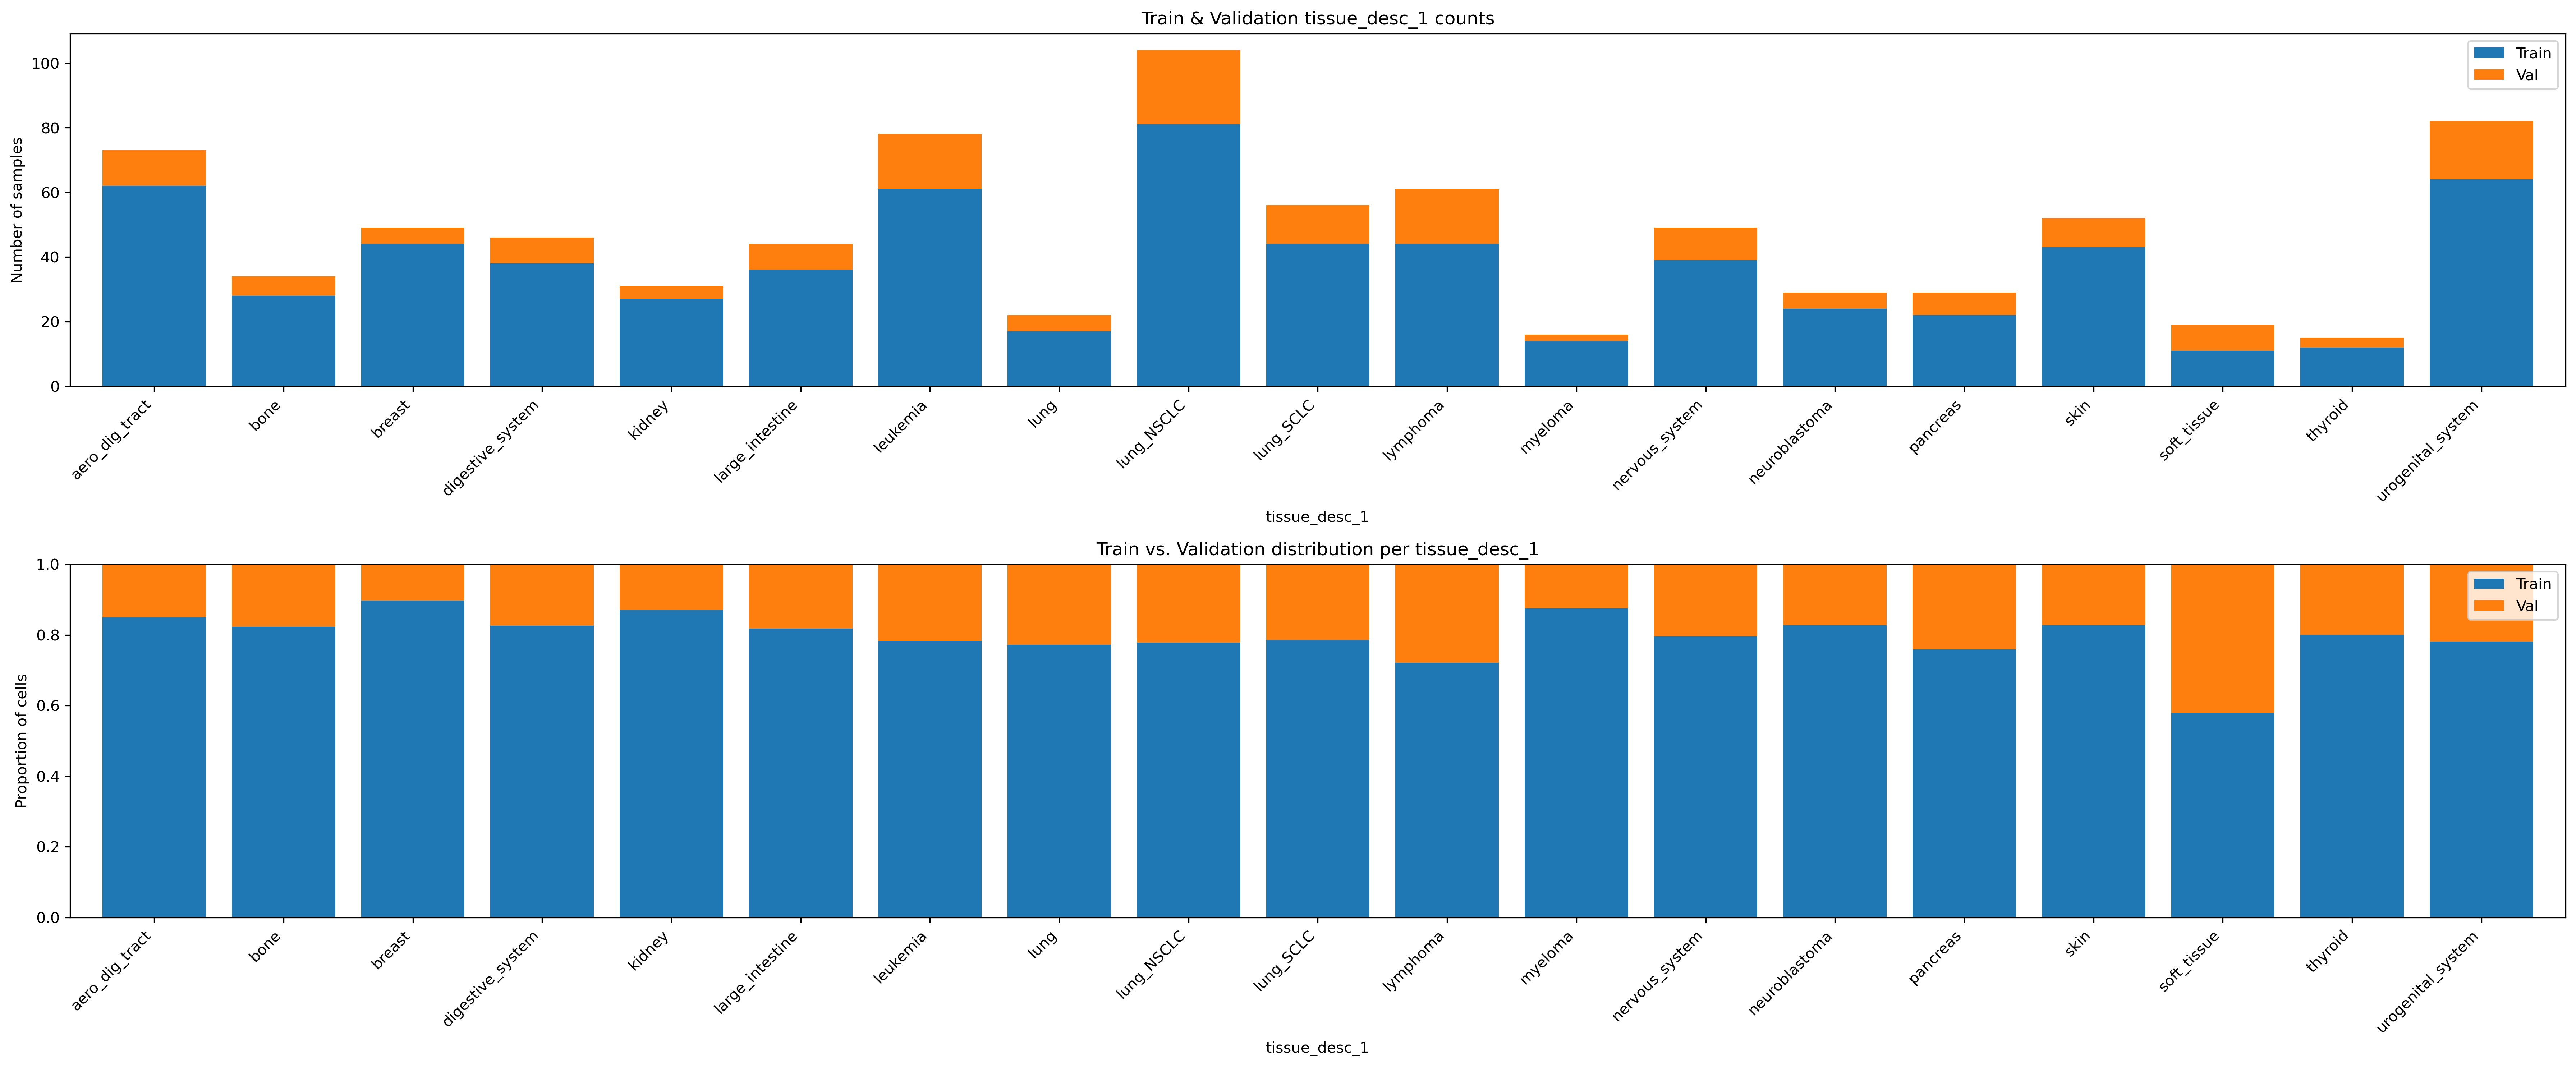 Train & Validation tissue_desc_1 counts
Train
Val
Number of samples
100
80
60
40
20
0
aero_dig_tract
bone
breast
digestive_system
kidney
large_intestine
leukemia
lung
lung_NSCLC
lung_SCLC
lymphoma
myeloma
nervous_system
neuroblastoma
pancreas
skin
soft_tissue
thyroid
urogenital_system
tissue_desc_1
Train vs. Validation distribution per tissue_desc_1
Train
Val
Proportion of cells
1.0
0.8
0.6
0.4
0.2
0.0
aero_dig_tract
bone
breast
digestive_system
kidney
large_intestine
leukemia
lung
lung_NSCLC
lung_SCLC
lymphoma
myeloma
nervous_system
neuroblastoma
pancreas
skin
soft_tissue
thyroid
urogenital_system
tissue_desc_1